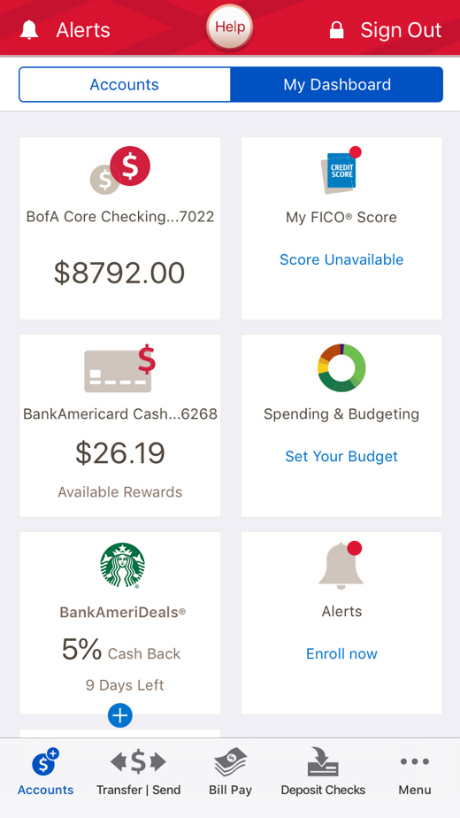 Alerts
Help
Sign Out
Accounts
My Dashboard
$
$
BofA Core Checking...7022
$8792.00
CREDIT
SCORE
My FICO® Score
Score Unavailable
$
BankAmericard Cash...6268
$26.19
Available Rewards
Spending & Budgeting
Set Your Budget
BankAmeriDeals®
5% Cash Back
9 Days Left
+
Alerts
Enroll now
$
+
Accounts
$
Transfer | Send
Bill Pay
Deposit Checks
Menu